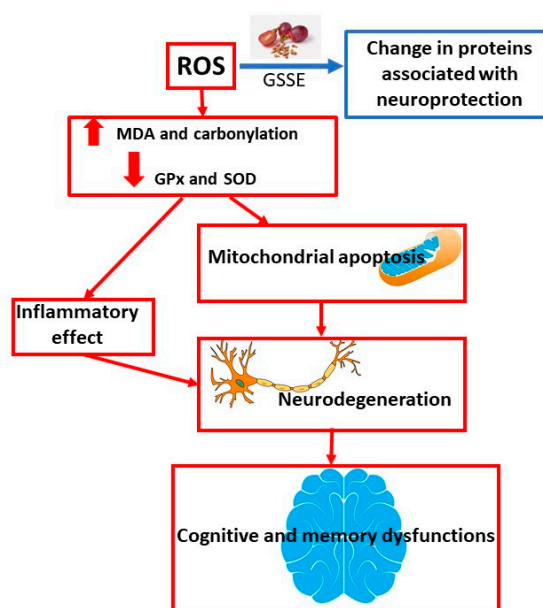 ROS
GSSE
Change in proteins
associated with
neuroprotection
MDA and carbonylation
GPx and SOD
Mitochondrial apoptosis
Inflammatory
effect
Neurodegeneration
Cognitive and memory dysfunctions